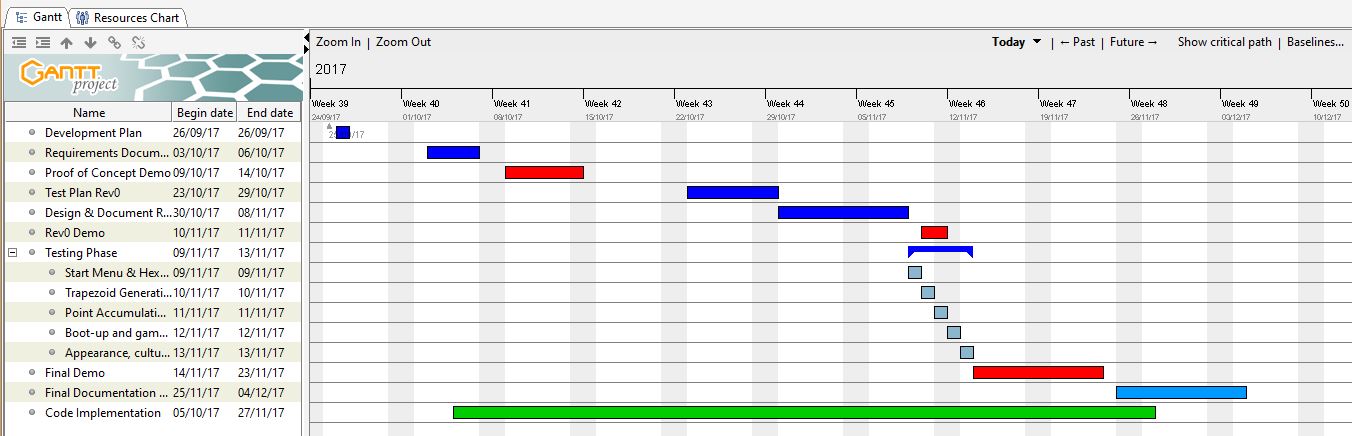 Gantt Resources Chart
Zoom In | Zoom Out Today | ← Past | Future → Show critical path | Baselines...
GANTT project
2017
Week 39 Week 40 Week 41 Week 42 Week 43 Week 44 Week 45 Week 46 Week 47 Week 48 Week 49 Week 50
24/09/17 01/10/17 08/10/17 15/10/17 22/10/17 29/10/17 05/11/17 12/11/17 19/11/17 26/11/17 03/12/17 10/12/17
Name Begin date End date
Development Plan 26/09/17 26/09/17
Requirements Docum... 03/10/17 06/10/17
Proof of Concept Demo 09/10/17 14/10/17
Test Plan Rev0 23/10/17 29/10/17
Design & Document R... 30/10/17 08/11/17
Rev0 Demo 10/11/17 11/11/17
Testing Phase 09/11/17 13/11/17
Start Menu & Hex... 09/11/17 09/11/17
Trapezoid Generati... 10/11/17 10/11/17
Point Accumulati... 11/11/17 11/11/17
Boot-up and gam... 12/11/17 12/11/17
Appearance, cultu... 13/11/17 13/11/17
Final Demo 14/11/17 23/11/17
Final Documentation ... 25/11/17 04/12/17
Code Implementation 05/10/17 27/11/17